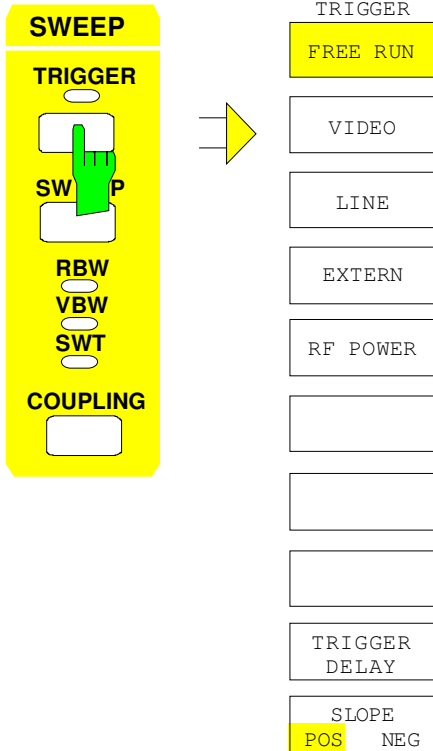 SWEEP
TRIGGER
SW P
RBW
VBW
SWT
COUPLING
TRIGGER
FREE RUN
VIDEO
LINE
EXTERN
RF POWER
TRIGGER
DELAY
SLOPE
POS NEG